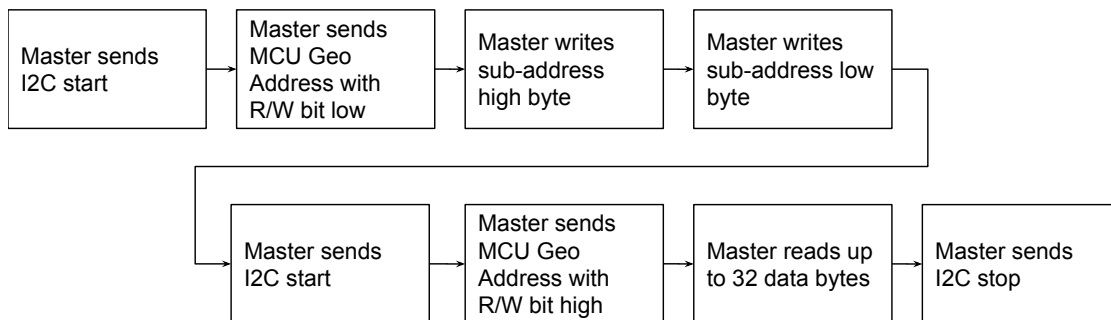 Master sends
I2C start
Master sends
MCU Geo
Address with
R/W bit low
Master writes
sub-address
high byte
Master writes
sub-address low
byte
Master sends
I2C start
Master sends
MCU Geo
Address with
R/W bit high
Master reads up
to 32 data bytes
Master sends
I2C stop